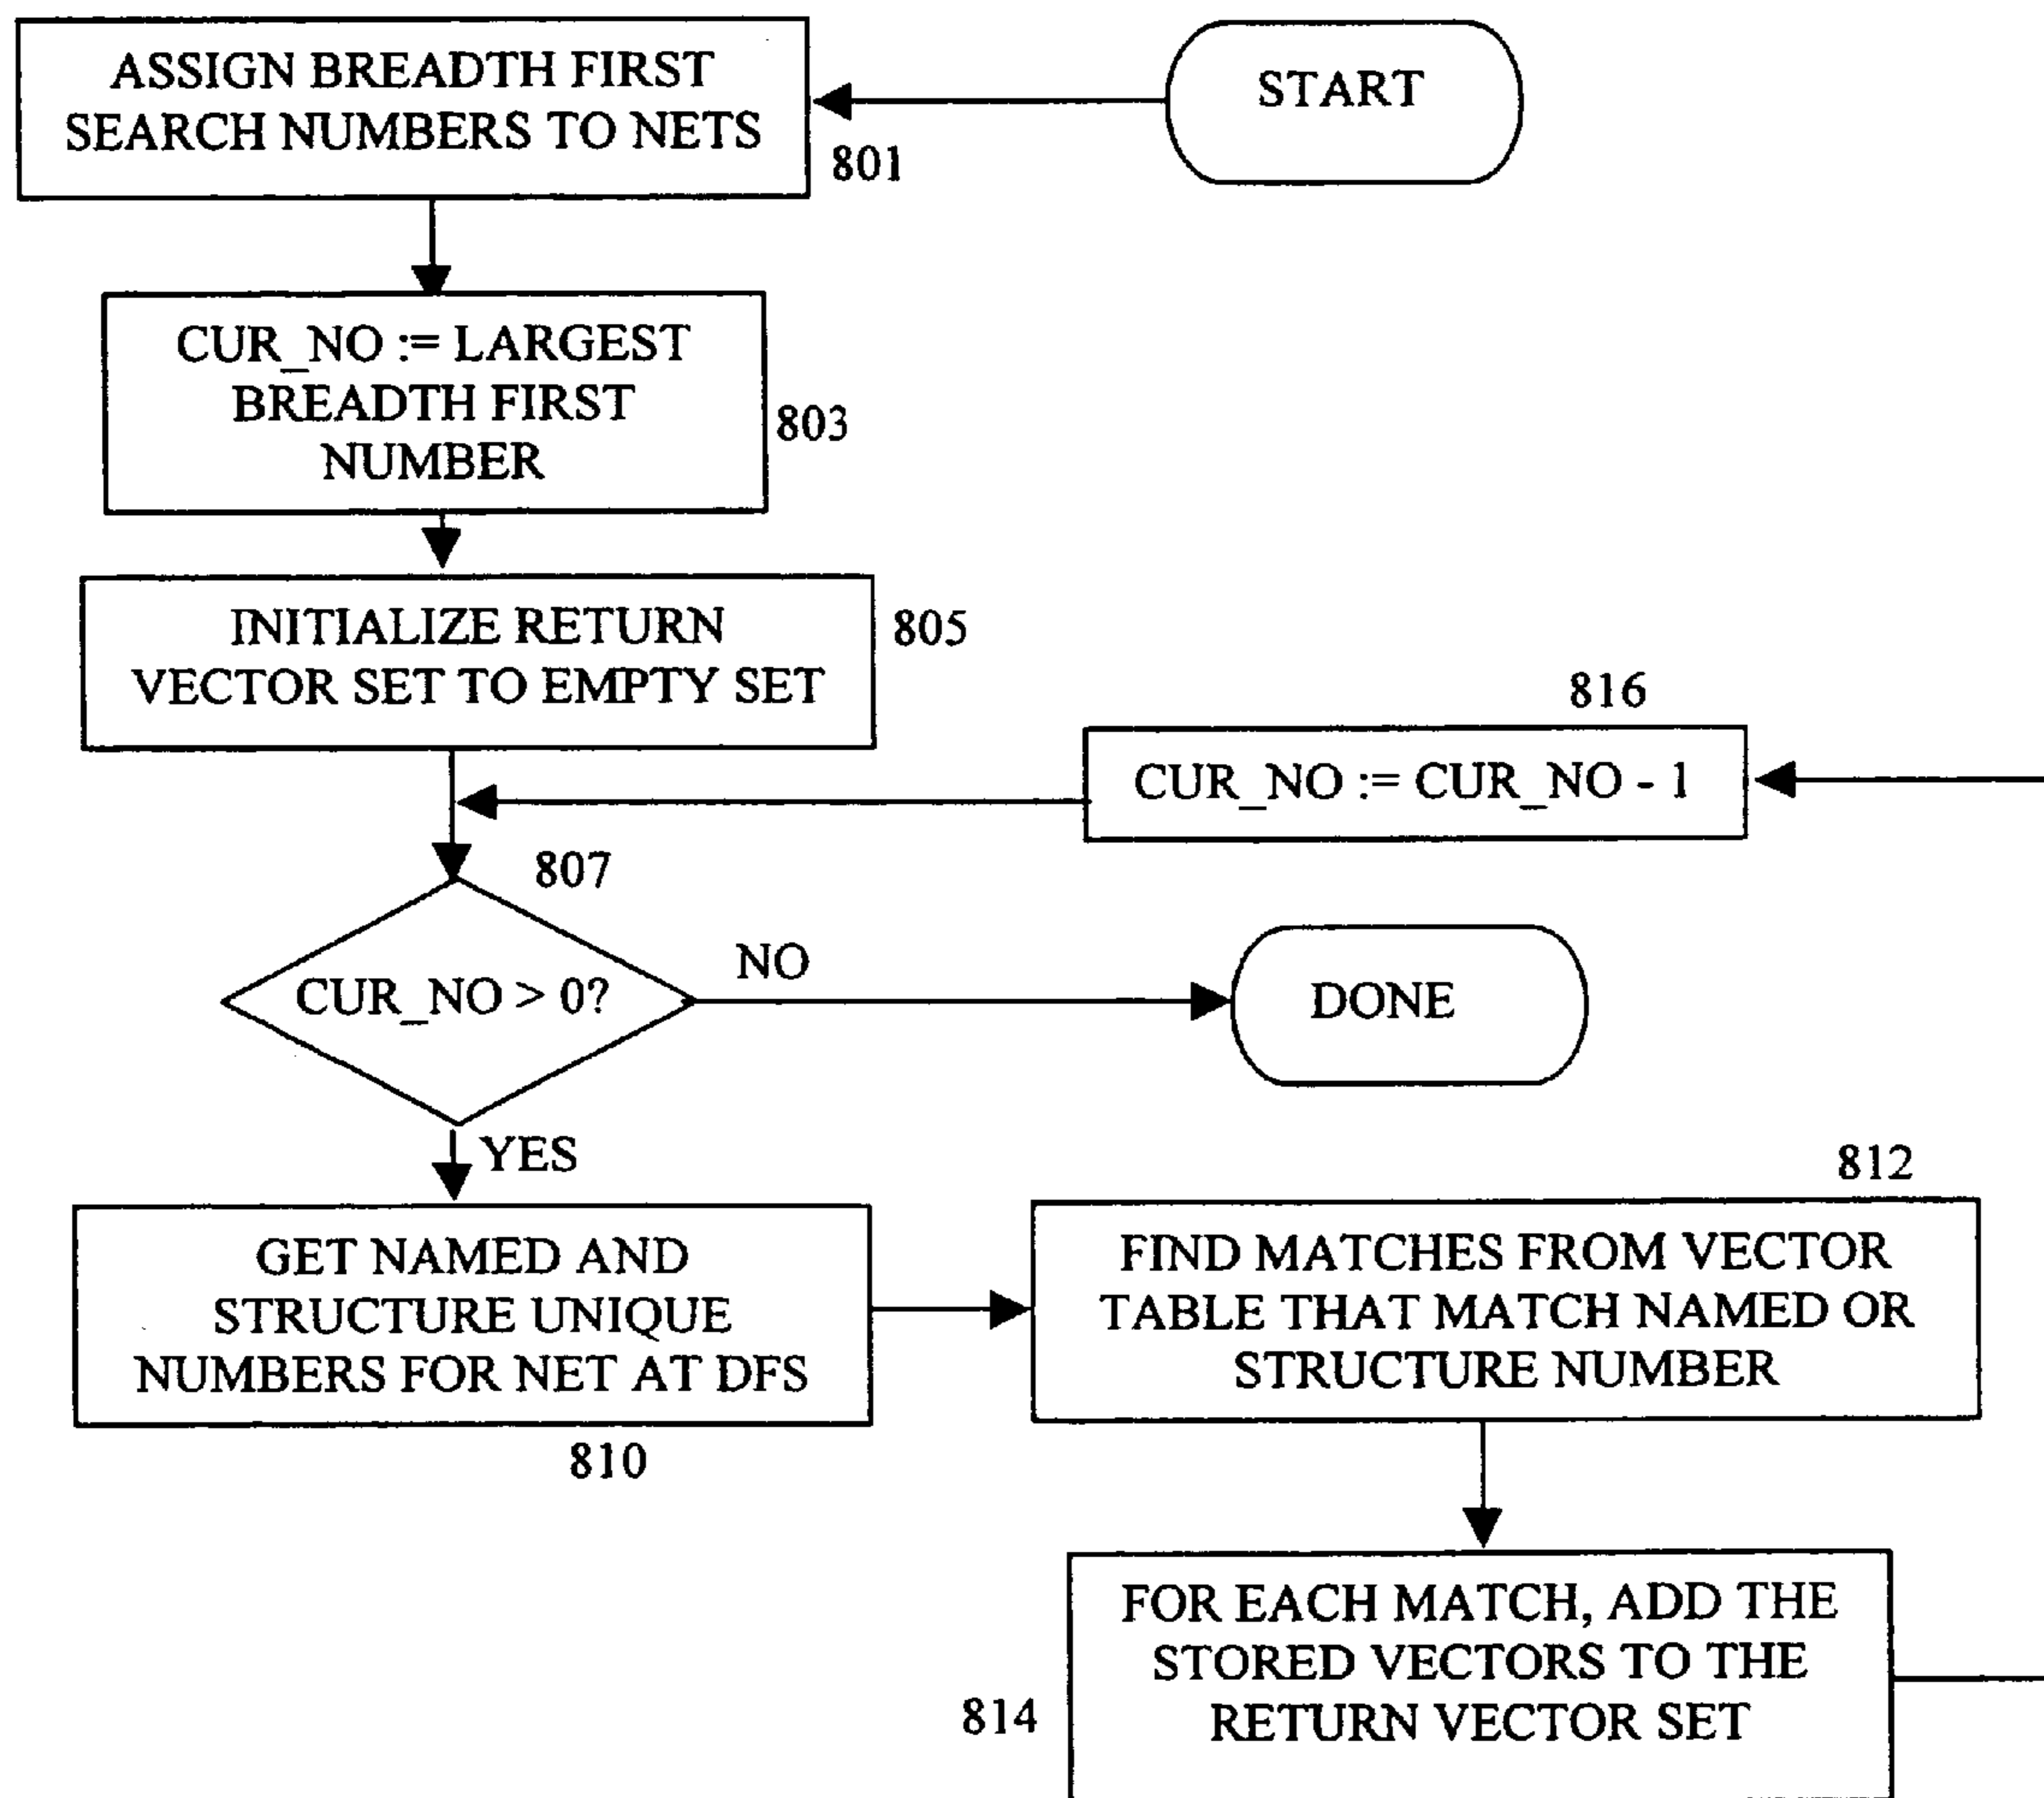 START
ASSIGN BREADTH FIRST
SEARCH NUMBERS TO NETS
801
CUR_NO := LARGEST
BREADTH FIRST
NUMBER
803
INITIALIZE RETURN
VECTOR SET TO EMPTY SET
805
816
CUR_NO := CUR_NO - 1
807
CUR_NO > 0?
NO
DONE
YES
GET NAMED AND
STRUCTURE UNIQUE
NUMBERS FOR NET AT DFS
810
812
FIND MATCHES FROM VECTOR
TABLE THAT MATCH NAMED OR
STRUCTURE NUMBER
FOR EACH MATCH, ADD THE
STORED VECTORS TO THE
RETURN VECTOR SET
814